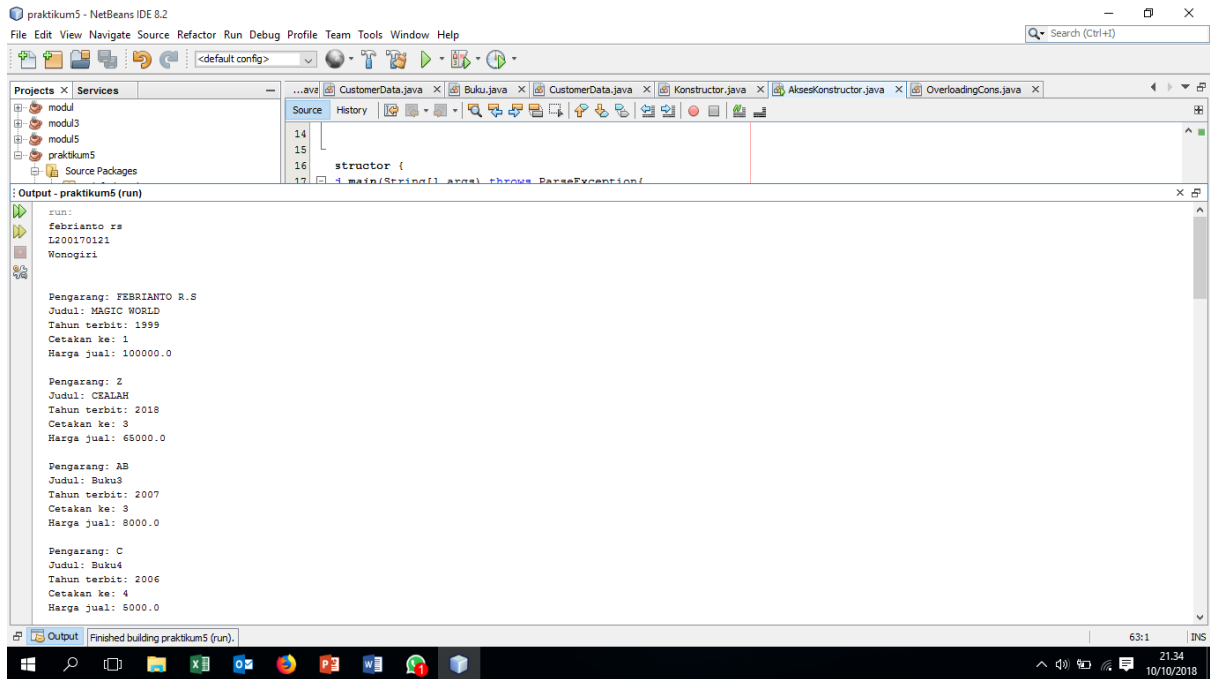 praktikum5 - NetBeans IDE 8.2
File Edit View Navigate Source Refactor Run Debug Profile Team Tools Window Help
Search (Ctrl+I)
<default config>
Projects Services
...ava CustomerData.java Buku.java CustomerData.java Konstructor.java AksesKonstructor.java OverloadingCons.java
modul
modul3
modul5
praktikum5
Source Packages
Source History
14
15
16 structor {
17 d main(String[] args) throws ParseException{
Output - praktikum5 (run)
run:
febrianto rs
L200170121
Wonogiri
Pengarang: FEBRIANTO R.S
Judul: MAGIC WORLD
Tahun terbit: 1999
Cetakan ke: 1
Harga jual: 100000.0
Pengarang: Z
Judul: CEALAH
Tahun terbit: 2018
Cetakan ke: 3
Harga jual: 65000.0
Pengarang: AB
Judul: Buku3
Tahun terbit: 2007
Cetakan ke: 3
Harga jual: 8000.0
Pengarang: C
Judul: Buku4
Tahun terbit: 2006
Cetakan ke: 4
Harga jual: 5000.0
Output Finished building praktikum5 (run).
63:1 INS
21.34
10/10/2018